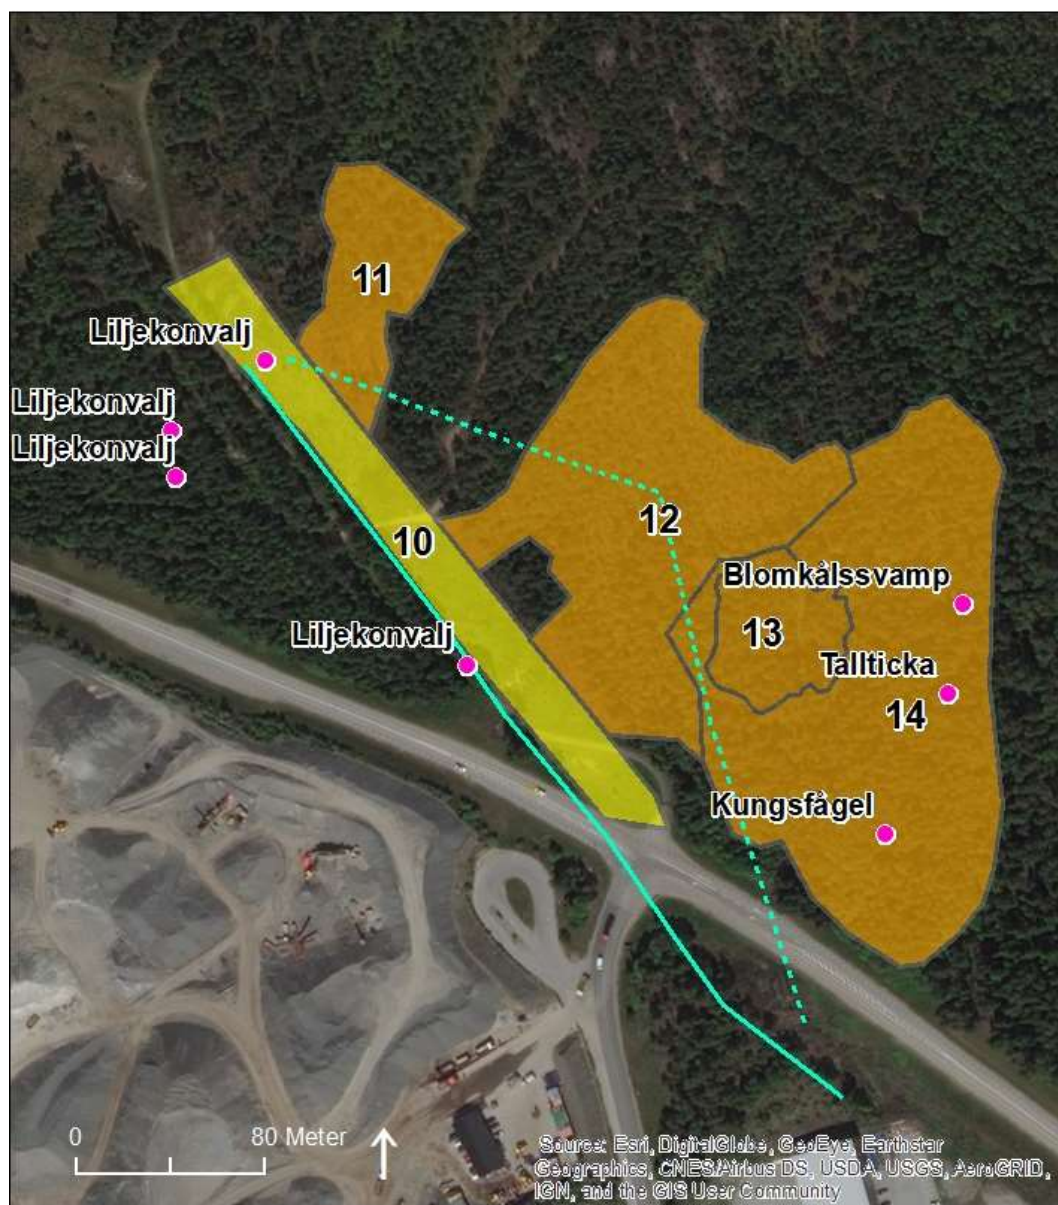 11
Liljekonvalj
Liljekonvalj
Liljekonvalj
12
10
Blomkålssvamp
13
Liljekonvalj
Tallticka
14
Kungsfågel
0 80 Meter
Source: Esri, DigitalGlobe, GeoEye, Earthstar
Geographics, CNES/Airbus DS, USDA, USGS, AeroGRID,
IGN, and the GIS User Community